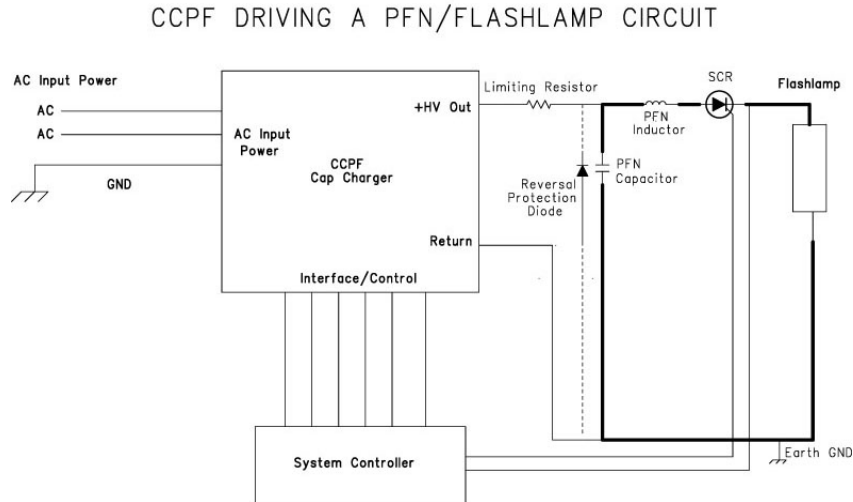 CCPF DRIVING A PFN/FLASHLAMP CIRCUIT
AC Input Power
AC
AC
GND
AC Input
Power
CCPF
Cap Charger
+HV Out
Return
Interface/Control
Limiting Resistor
Reversal
Protection
Diode
PFN
Inductor
PFN
Capacitor
SCR
Flashlamp
Earth GND
System Controller